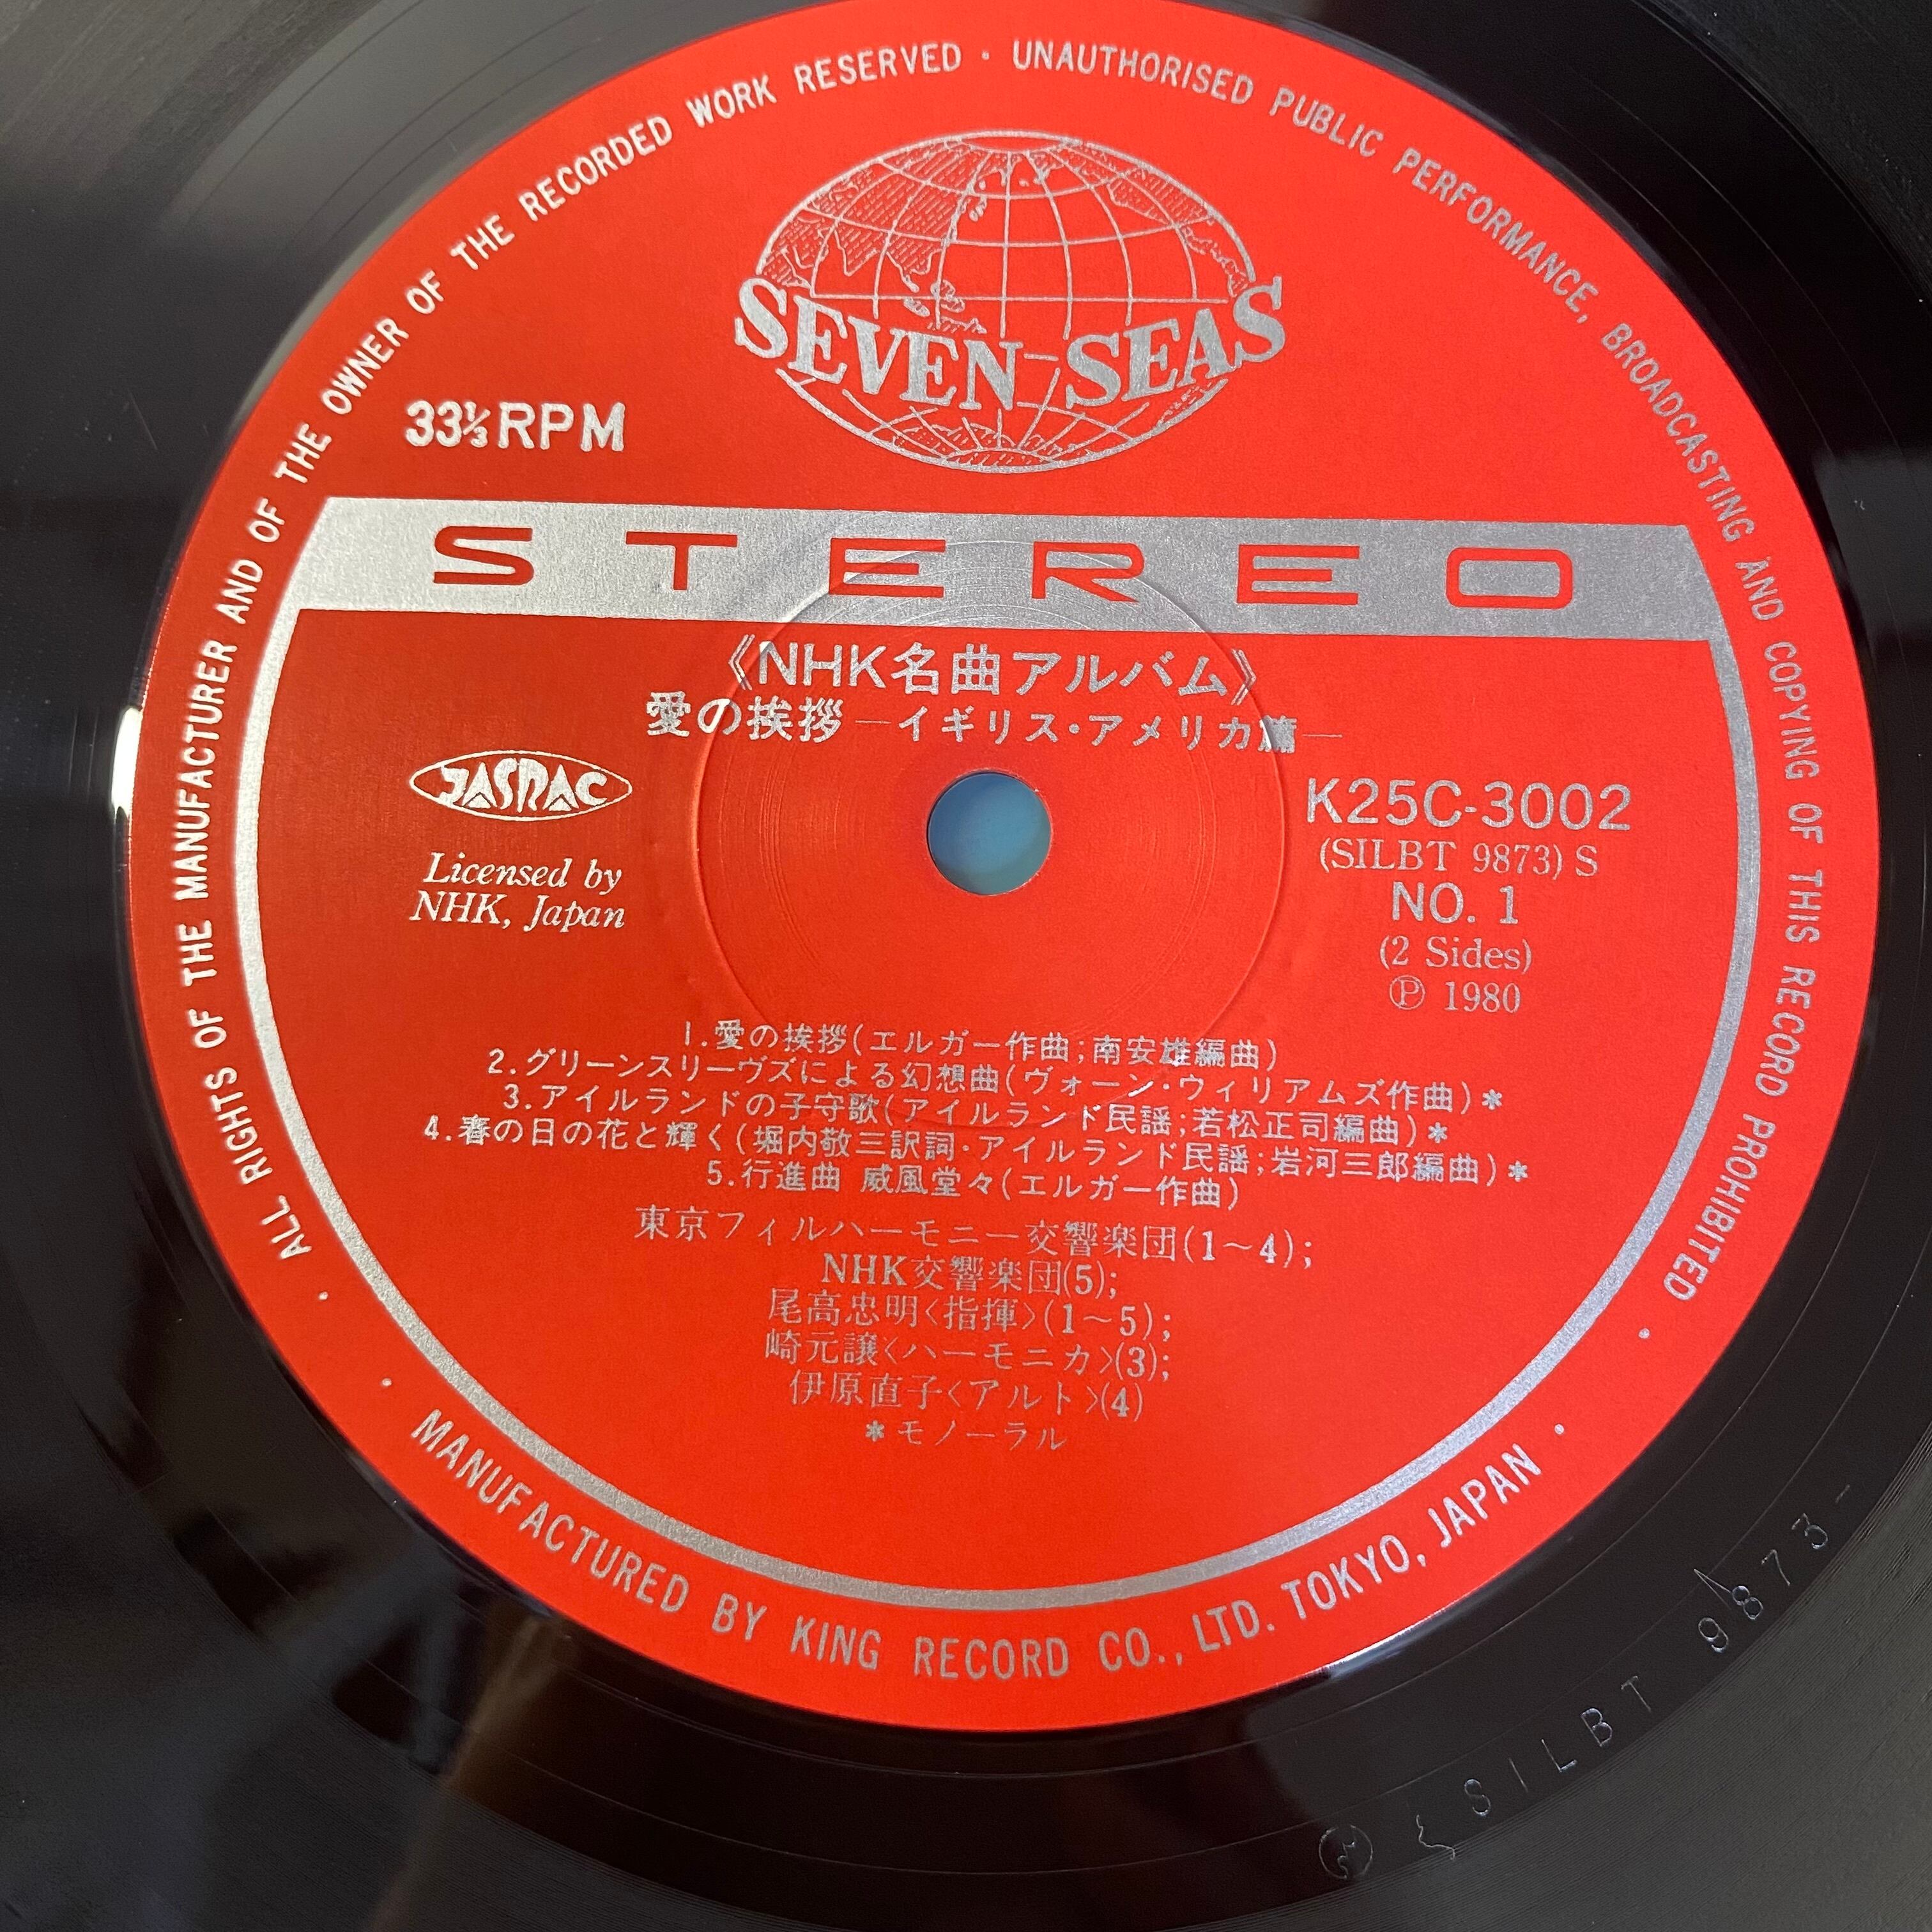 ALL RIGHTS OF THE MANUFACTURER AND OF THE OWNER OF THE RECORDED WORK RESERVED · UNAUTHORISED PUBLIC PERFORMANCE, BROADCASTING AND COPYING OF THIS RECORD PROHIBITED ·
SEVEN SEAS
33⅓RPM
STEREO
《NHK名曲アルバム》
愛の挨拶—イギリス・アメリカ篇—
JASRAC
Licensed by
NHK, Japan
K25C-3002
(SILBT 9873) S
NO. 1
(2 Sides)
Ⓟ 1980
1.愛の挨拶(エルガー作曲;南安雄編曲)
2.グリーンスリーヴズによる幻想曲(ヴォーン・ウィリアムズ作曲)*
3.アイルランドの子守歌(アイルランド民謡;若松正司編曲)*
4.春の日の花と輝く(堀内敬三訳詞・アイルランド民謡;岩河三郎編曲)*
5.行進曲 威風堂々(エルガー作曲)
東京フィルハーモニー交響楽団(1〜4);
NHK交響楽団(5);
尾高忠明〈指揮〉(1〜5);
崎元譲〈ハーモニカ〉(3);
伊原直子〈アルト〉(4)
*モノーラル
· MANUFACTURED BY KING RECORD CO., LTD. TOKYO, JAPAN ·
SILBT 9873